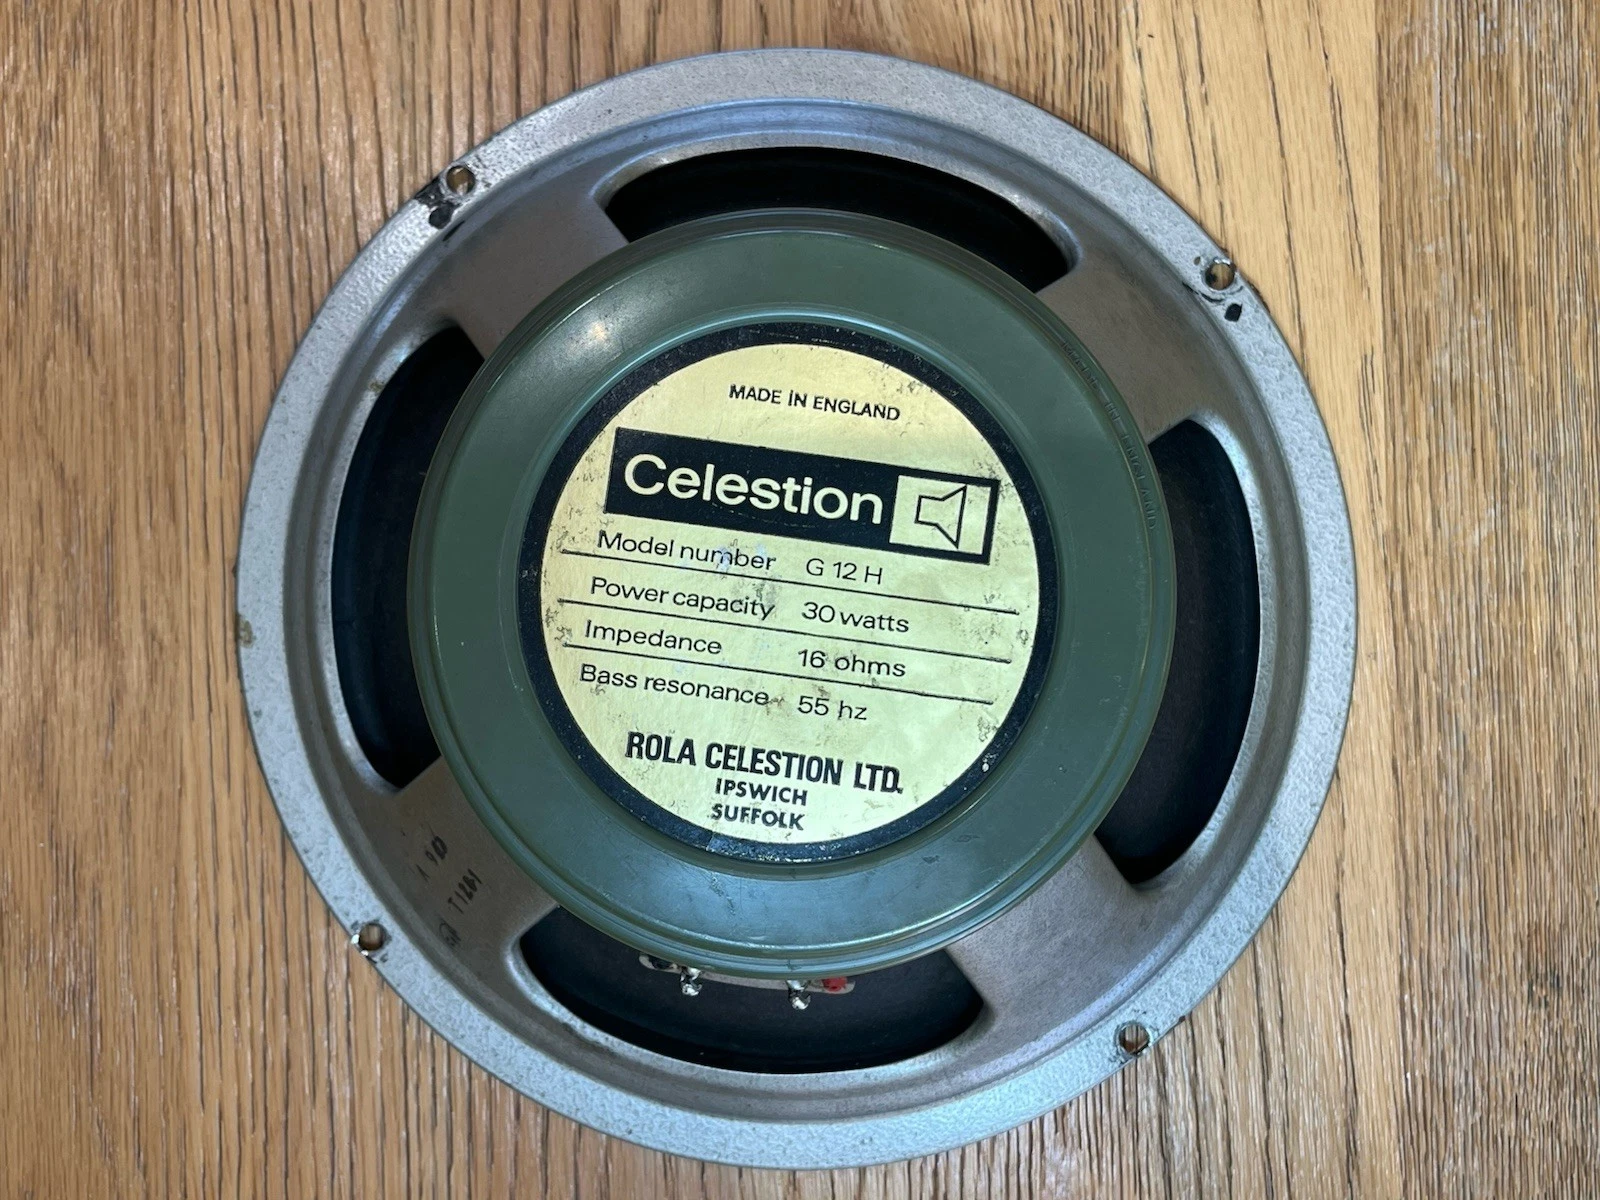 MADE IN ENGLAND
Celestion
Model number G 12 H
Power capacity 30 watts
Impedance 16 ohms
Bass resonance 55 hz
ROLA CELESTION LTD.
IPSWICH
SUFFOLK
T1281